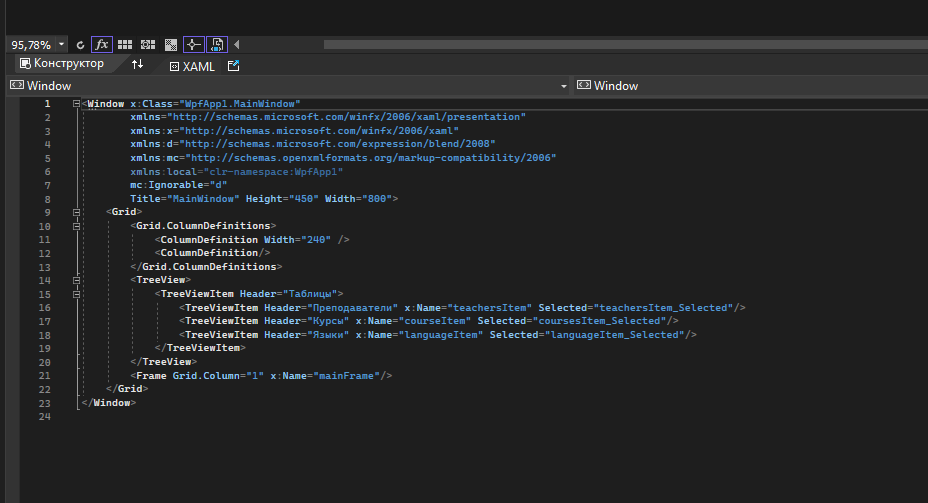 95,78%
fx
Конструктор
XAML
Window
Window
1 <Window x:Class="WpfApp1.MainWindow"
2 xmlns="http://schemas.microsoft.com/winfx/2006/xaml/presentation"
3 xmlns:x="http://schemas.microsoft.com/winfx/2006/xaml"
4 xmlns:d="http://schemas.microsoft.com/expression/blend/2008"
5 xmlns:mc="http://schemas.openxmlformats.org/markup-compatibility/2006"
6 xmlns:local="clr-namespace:WpfApp1"
7 mc:Ignorable="d"
8 Title="MainWindow" Height="450" Width="800">
9 <Grid>
10 <Grid.ColumnDefinitions>
11 <ColumnDefinition Width="240" />
12 <ColumnDefinition/>
13 </Grid.ColumnDefinitions>
14 <TreeView>
15 <TreeViewItem Header="Таблицы">
16 <TreeViewItem Header="Преподаватели" x:Name="teachersItem" Selected="teachersItem_Selected"/>
17 <TreeViewItem Header="Курсы" x:Name="courseItem" Selected="coursesItem_Selected"/>
18 <TreeViewItem Header="Языки" x:Name="languageItem" Selected="languageItem_Selected"/>
19 </TreeViewItem>
20 </TreeView>
21 <Frame Grid.Column="1" x:Name="mainFrame"/>
22 </Grid>
23 </Window>
24